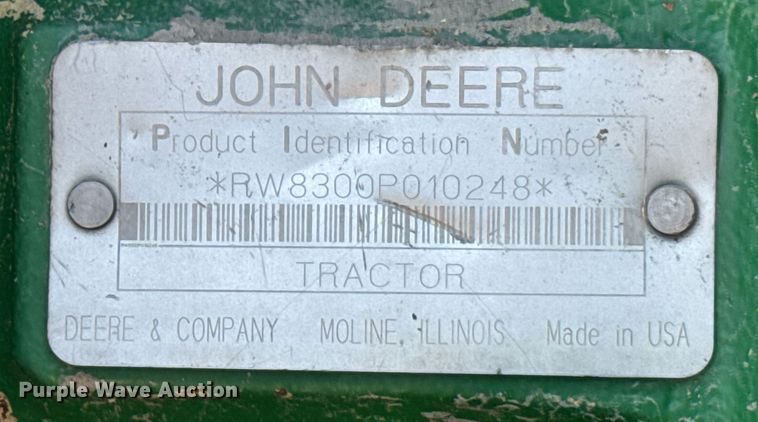 JOHN DEERE
Product Identification Number
*RW8300P010248*
TRACTOR
DEERE & COMPANY MOLINE, ILLINOIS Made in USA
Purple Wave Auction